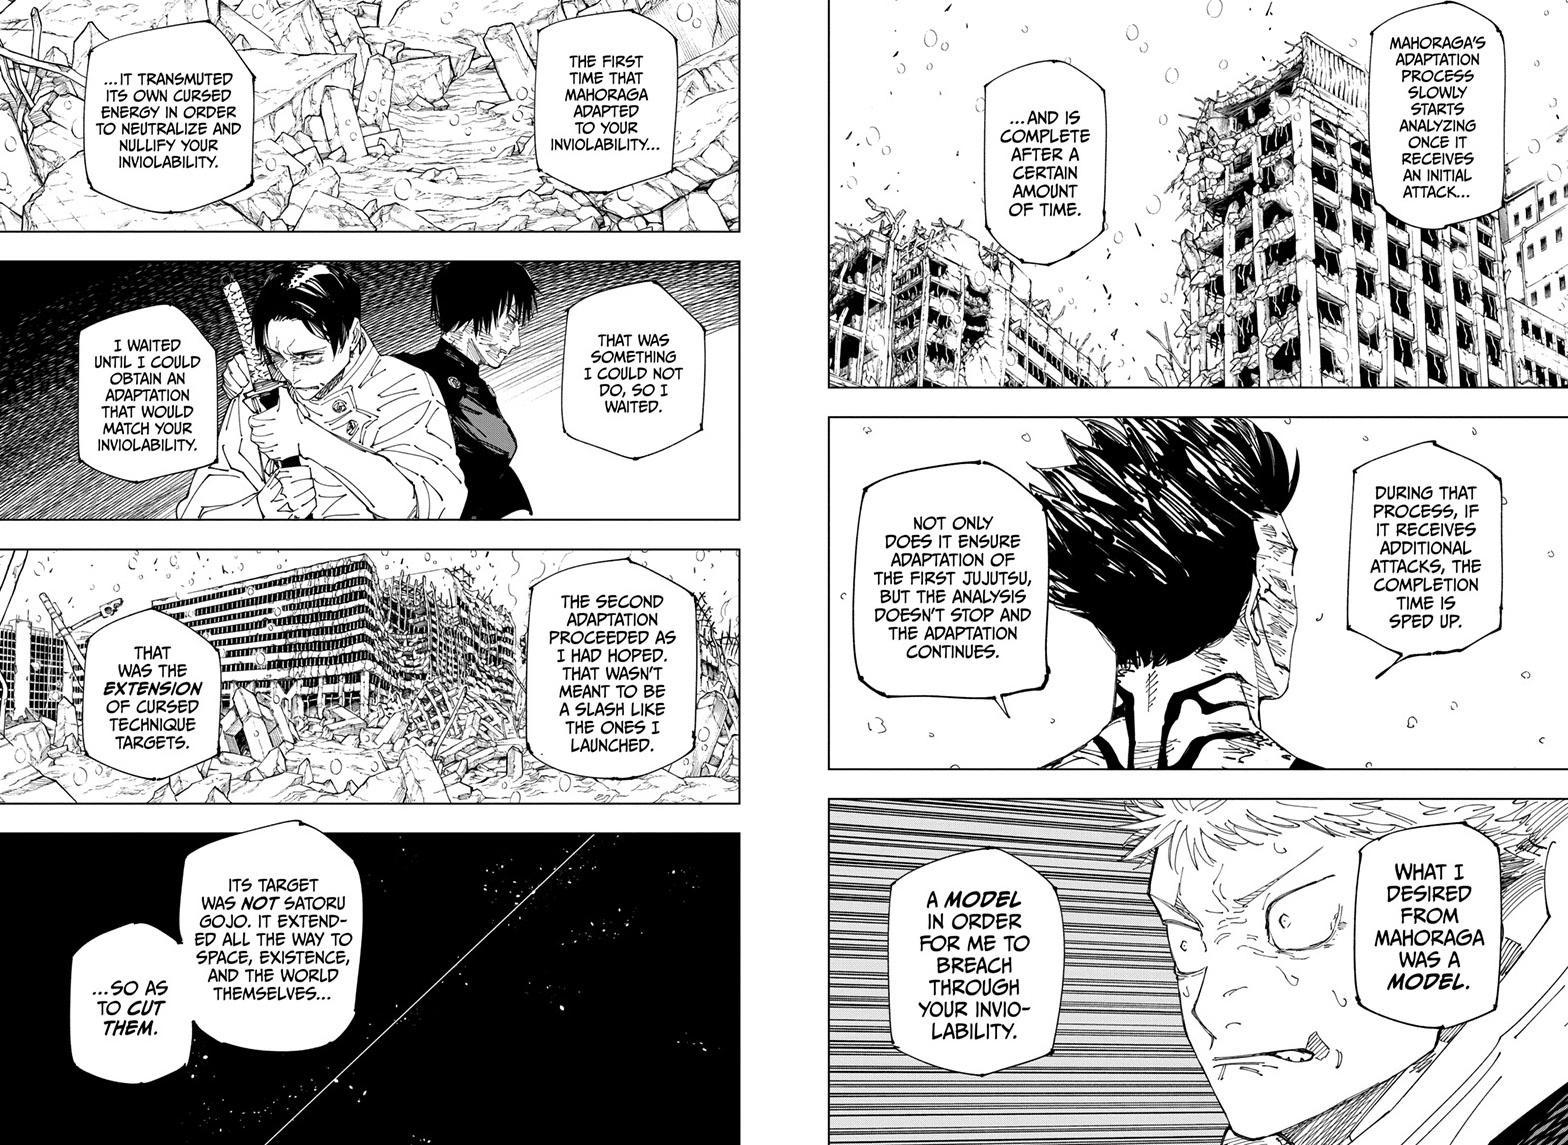 MAHORAGA'S
ADAPTATION
PROCESS
SLOWLY
STARTS
ANALYZING
ONCE IT
RECEIVES
AN INITIAL
ATTACK...
...AND IS
COMPLETE
AFTER A
CERTAIN
AMOUNT
OF TIME.
DURING THAT
PROCESS, IF
IT RECEIVES
ADDITIONAL
ATTACKS, THE
COMPLETION
TIME IS
SPED UP.
NOT ONLY
DOES IT ENSURE
ADAPTATION OF
THE FIRST JUJUTSU,
BUT THE ANALYSIS
DOESN'T STOP AND
THE ADAPTATION
CONTINUES.
WHAT I
DESIRED
FROM
MAHORAGA
WAS A
MODEL.
A MODEL
IN ORDER
FOR ME TO
BREACH
THROUGH
YOUR INVIO-
LABILITY.
THE FIRST
TIME THAT
MAHORAGA
ADAPTED
TO YOUR
INVIOLABILITY...
...IT TRANSMUTED
ITS OWN CURSED
ENERGY IN ORDER
TO NEUTRALIZE AND
NULLIFY YOUR
INVIOLABILITY.
THAT WAS
SOMETHING
I COULD NOT
DO, SO I
WAITED.
I WAITED
UNTIL I COULD
OBTAIN AN
ADAPTATION
THAT WOULD
MATCH YOUR
INVIOLABILITY.
THE SECOND
ADAPTATION
PROCEEDED AS
I HAD HOPED.
THAT WASN'T
MEANT TO BE
A SLASH LIKE
THE ONES I
LAUNCHED.
THAT
WAS THE
EXTENSION
OF CURSED
TECHNIQUE
TARGETS.
ITS TARGET
WAS NOT SATORU
GOJO. IT EXTEND-
ED ALL THE WAY TO
SPACE, EXISTENCE,
AND THE WORLD
THEMSELVES...
...SO AS
TO CUT
THEM.